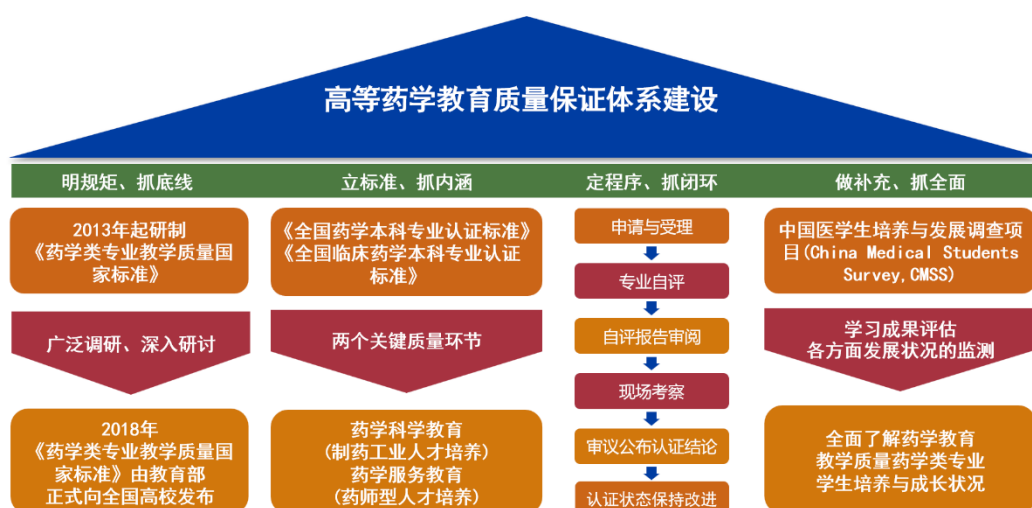 高等药学教育质量保证体系建设
明规矩、抓底线
2013年起研制
《药学类专业教学质量国
家标准》
广泛调研、深入研讨
2018年
《药学类专业教学质量国
家标准》由教育部
正式向全国高校发布
立标准、抓内涵
《全国药学本科专业认证标准》
《全国临床药学本科专业认证
标准》
两个关键质量环节
药学科学教育
(制药工业人才培养)
药学服务教育
(药师型人才培养)
定程序、抓闭环
申请与受理
专业自评
自评报告审阅
现场考察
审议公布认证结论
认证状态保持改进
做补充、抓全面
中国医学生培养与发展调查项
目(China Medical Students
Survey,CMSS)
学习成果评估
各方面发展状况的监测
全面了解药学教育
教学质量药学类专业
学生培养与成长状况